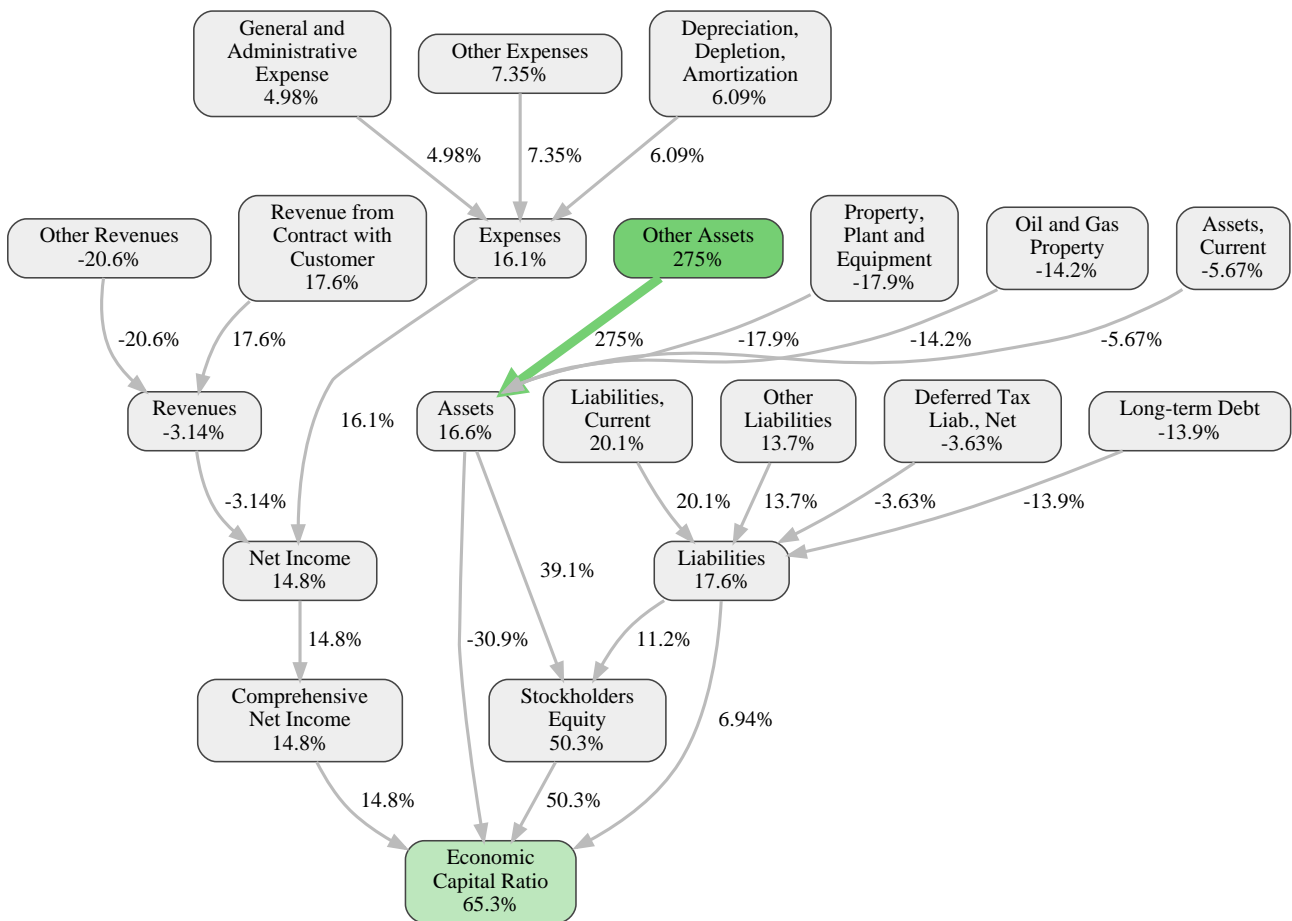 General and
Administrative
Expense
4.98%
Other Expenses
7.35%
Depreciation,
Depletion,
Amortization
6.09%
4.98%
7.35%
6.09%
Other Revenues
-20.6%
Revenue from
Contract with
Customer
17.6%
Expenses
16.1%
Other Assets
275%
Property,
Plant and
Equipment
-17.9%
Oil and Gas
Property
-14.2%
Assets,
Current
-5.67%
-20.6%
17.6%
275%
-17.9%
-14.2%
-5.67%
Revenues
-3.14%
16.1%
Assets
16.6%
Liabilities,
Current
20.1%
Other
Liabilities
13.7%
Deferred Tax
Liab., Net
-3.63%
Long-term Debt
-13.9%
-3.14%
20.1%
13.7%
-3.63%
-13.9%
Net Income
14.8%
39.1%
Liabilities
17.6%
14.8%
-30.9%
11.2%
Comprehensive
Net Income
14.8%
Stockholders
Equity
50.3%
6.94%
14.8%
50.3%
Economic
Capital Ratio
65.3%